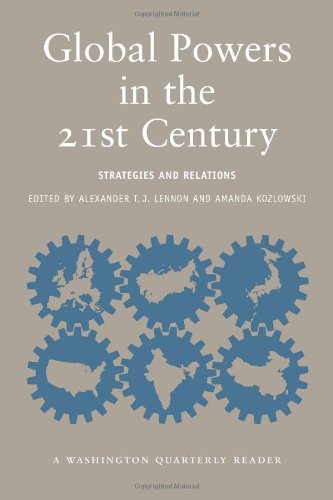 Global Powers
in the
21st Century
STRATEGIES AND RELATIONS
EDITED BY ALEXANDER T. J. LENNON AND AMANDA KOZLOWSKI
A WASHINGTON QUARTERLY READER